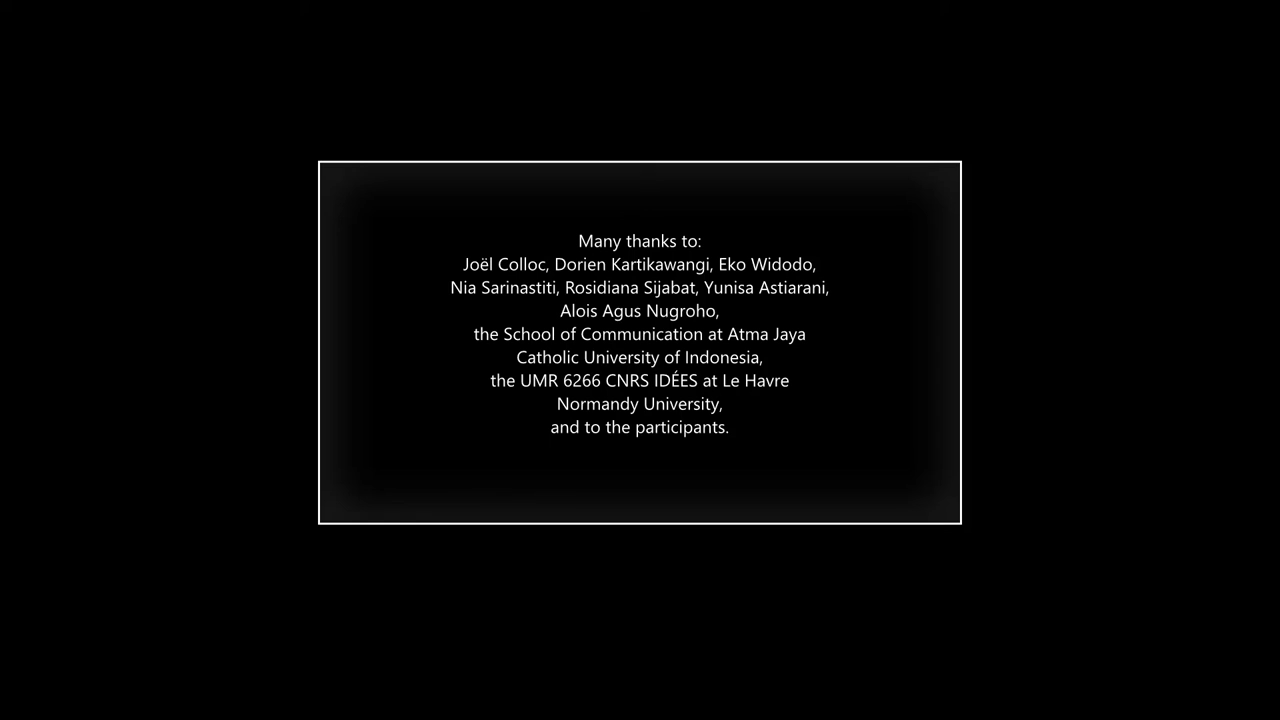 Many thanks to:
Joël Colloc, Dorien Kartikawangi, Eko Widodo,
Nia Sarinastiti, Rosidiana Sijabat, Yunisa Astiarani,
Alois Agus Nugroho,
the School of Communication at Atma Jaya
Catholic University of Indonesia,
the UMR 6266 CNRS IDÉES at Le Havre
Normandy University,
and to the participants.